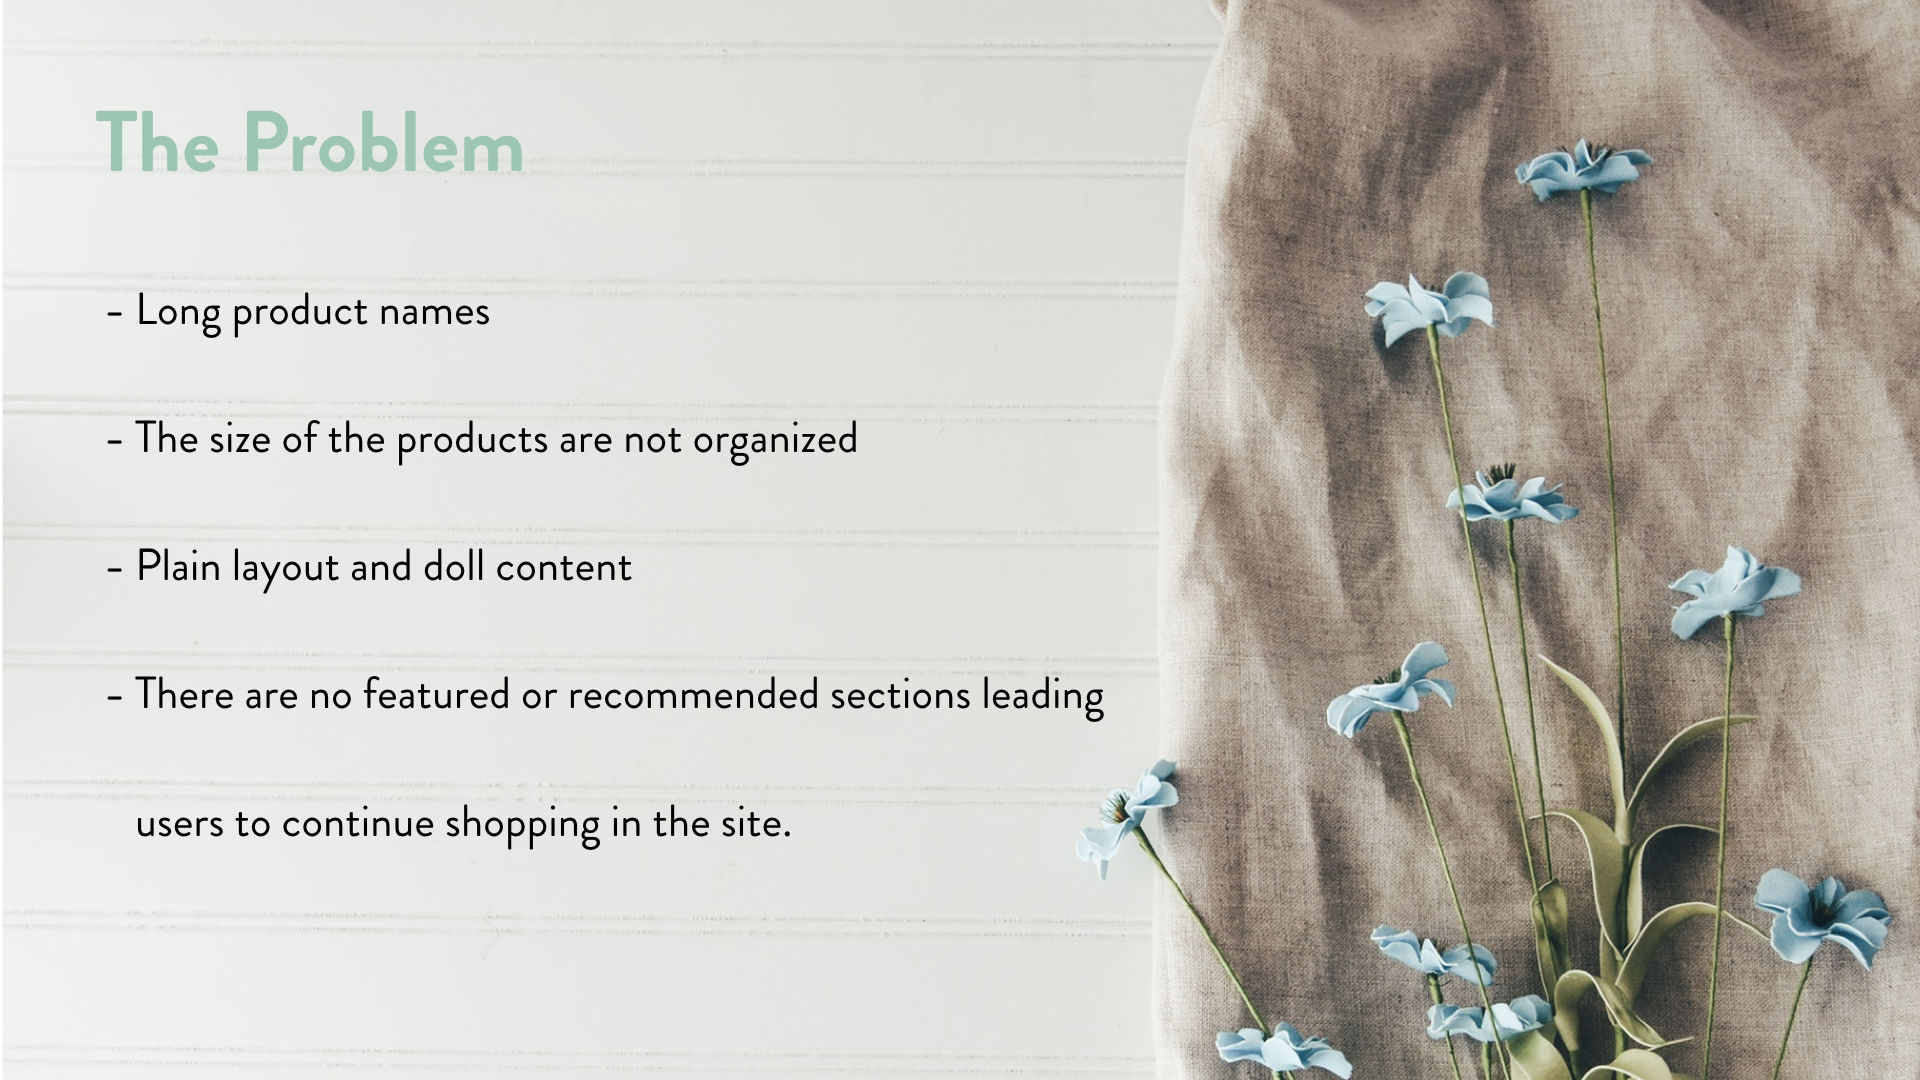 The Problem
- Long product names
- The size of the products are not organized
- Plain layout and doll content
- There are no featured or recommended sections leading
users to continue shopping in the site.